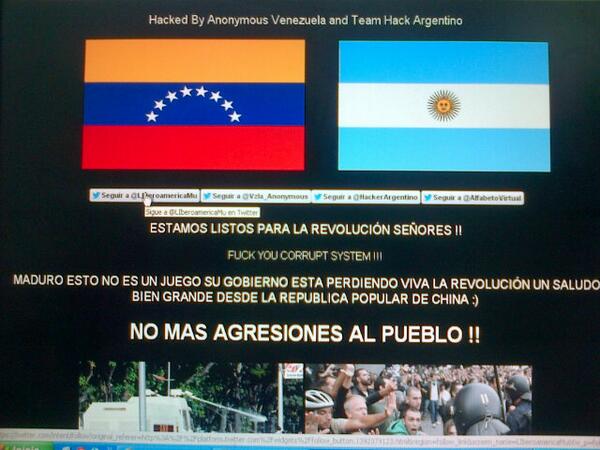 Hacked By Anonymous Venezuela and Team Hack Argentino
Seguir a @LIberoamericaMu
Seguir a @Vzla_Anonymous
Seguir a @HackerArgentino
Seguir a @AlfabetoVirtual
Sigue a @LIberoamericaMu en Twitter
ESTAMOS LISTOS PARA LA REVOLUCIÓN SEÑORES !!
FUCK YOU CORRUPT SYSTEM !!!
MADURO ESTO NO ES UN JUEGO SU GOBIERNO ESTA PERDIENDO VIVA LA REVOLUCIÓN UN SALUDO
BIEN GRANDE DESDE LA REPUBLICA POPULAR DE CHINA :)
NO MAS AGRESIONES AL PUEBLO !!